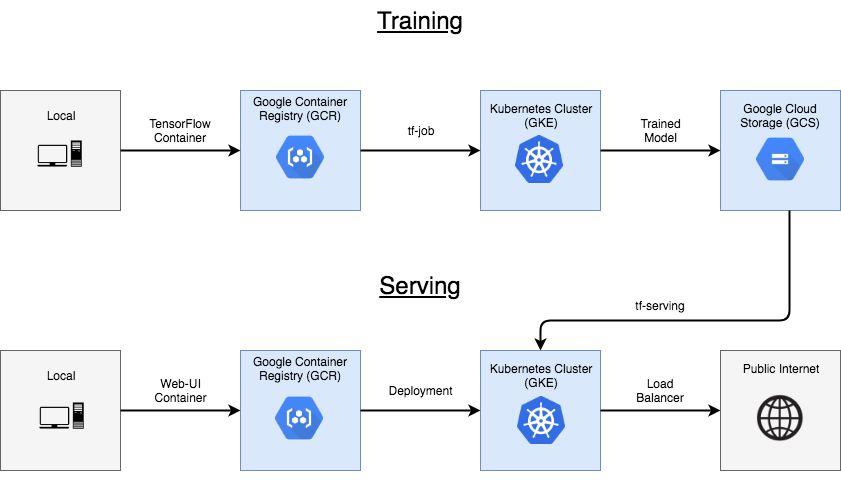 Training
Local
TensorFlow
Container
Google Container
Registry (GCR)
tf-job
Kubernetes Cluster
(GKE)
Trained
Model
Google Cloud
Storage (GCS)
Serving
tf-serving
Local
Web-UI
Container
Google Container
Registry (GCR)
Deployment
Kubernetes Cluster
(GKE)
Load
Balancer
Public Internet